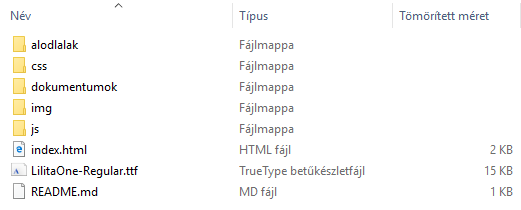 Név Típus Tömörített méret
alodlalak Fájlmappa
css Fájlmappa
dokumentumok Fájlmappa
img Fájlmappa
js Fájlmappa
index.html HTML fájl 2 KB
LilitaOne-Regular.ttf TrueType betűkészletfájl 15 KB
README.md MD fájl 1 KB